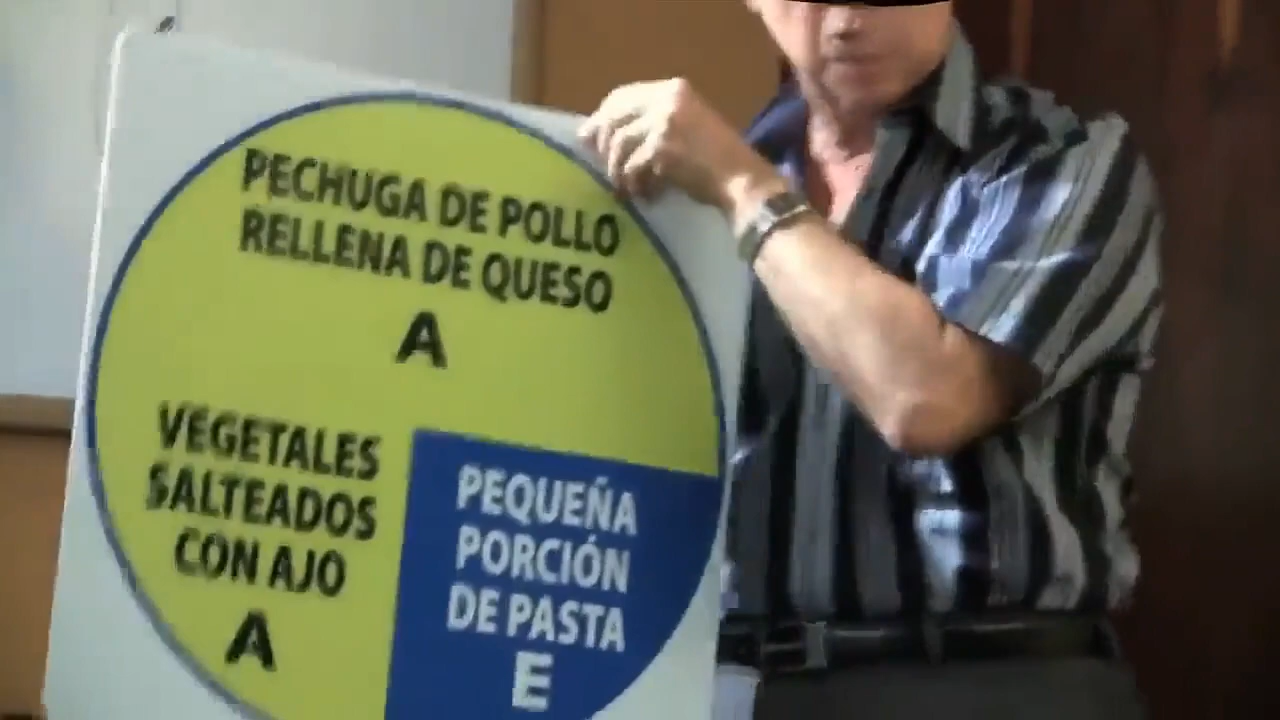 PECHUGA DE POLLO
RELLENA DE QUESO
A
VEGETALES
SALTEADOS
CON AJO
A
PEQUEÑA
PORCIÓN
DE PASTA
E